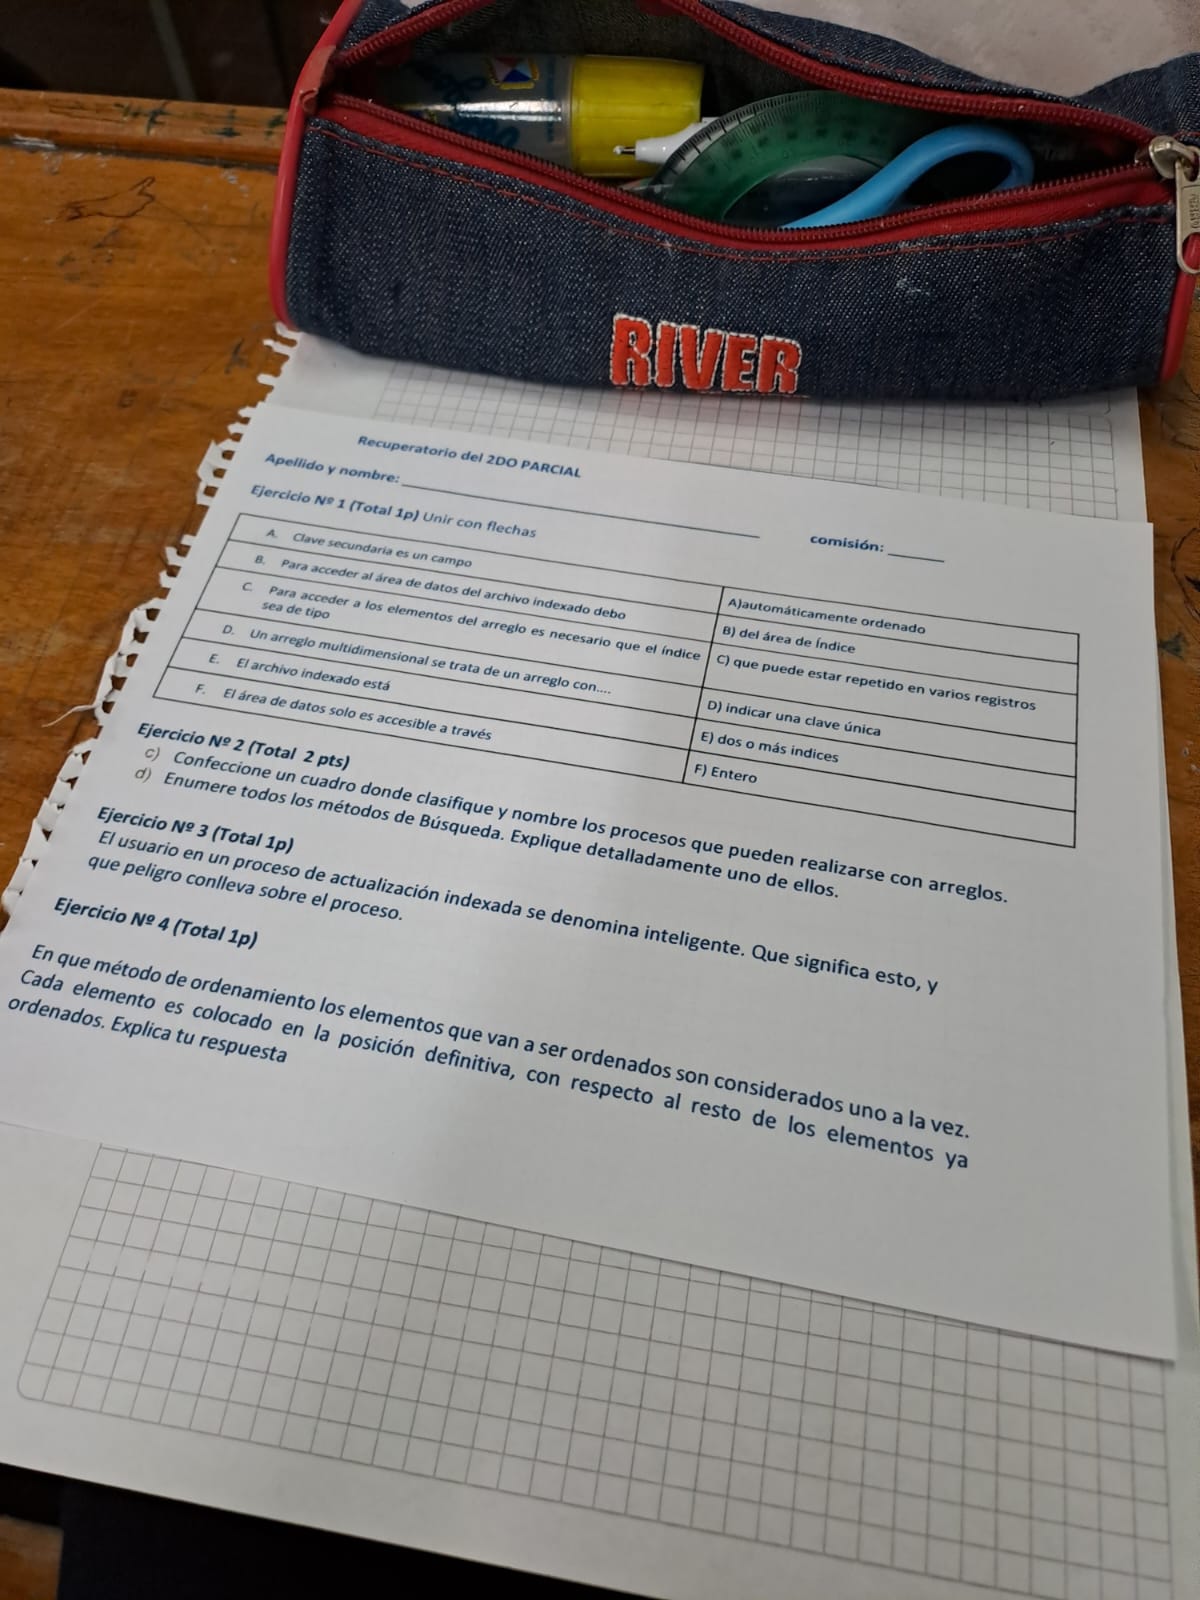 RIVER
Recuperatorio del 2DO PARCIAL
Apellido y nombre: comisión:
Ejercicio Nº 1 (Total 1p) Unir con flechas
A. Clave secundaria es un campo
A)automáticamente ordenado
B. Para acceder al área de datos del archivo indexado debo
B) del área de Índice
C. Para acceder a los elementos del arreglo es necesario que el índice
sea de tipo
C) que puede estar repetido en varios registros
D. Un arreglo multidimensional se trata de un arreglo con....
D) indicar una clave única
E. El archivo indexado está
E) dos o más indices
F. El área de datos solo es accesible a través
F) Entero
Ejercicio Nº 2 (Total 2 pts)
c) Confeccione un cuadro donde clasifique y nombre los procesos que pueden realizarse con arreglos.
d) Enumere todos los métodos de Búsqueda. Explique detalladamente uno de ellos.
Ejercicio Nº 3 (Total 1p)
El usuario en un proceso de actualización indexada se denomina inteligente. Que significa esto, y
que peligro conlleva sobre el proceso.
Ejercicio Nº 4 (Total 1p)
En que método de ordenamiento los elementos que van a ser ordenados son considerados uno a la vez.
Cada elemento es colocado en la posición definitiva, con respecto al resto de los elementos ya
ordenados. Explica tu respuesta